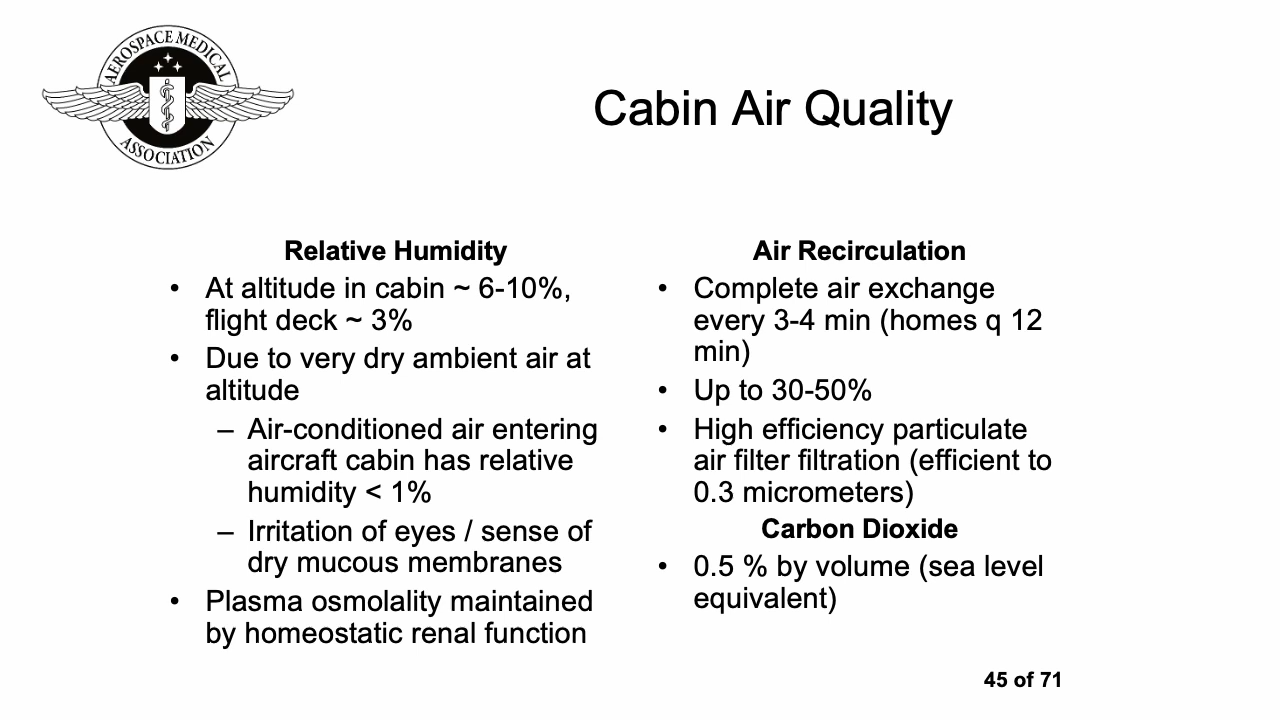 AEROSPACE MEDICAL
ASSOCIATION
Cabin Air Quality
Relative Humidity
• At altitude in cabin ~ 6-10%,
flight deck ~ 3%
• Due to very dry ambient air at
altitude
– Air-conditioned air entering
aircraft cabin has relative
humidity < 1%
– Irritation of eyes / sense of
dry mucous membranes
• Plasma osmolality maintained
by homeostatic renal function
Air Recirculation
• Complete air exchange
every 3-4 min (homes q 12
min)
• Up to 30-50%
• High efficiency particulate
air filter filtration (efficient to
0.3 micrometers)
Carbon Dioxide
• 0.5 % by volume (sea level
equivalent)
45 of 71